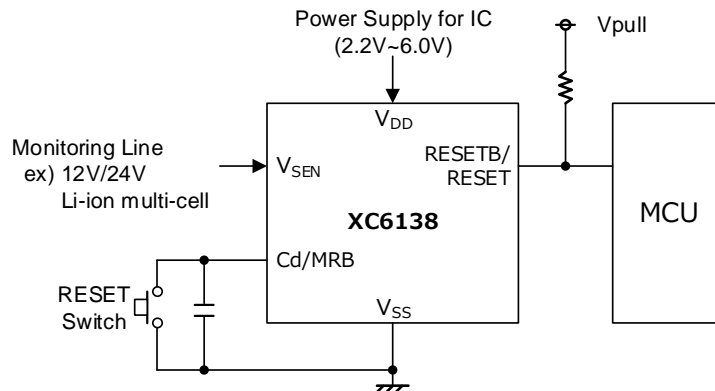 Power Supply for IC
(2.2V~6.0V)
Vpull
VDD
Monitoring Line
ex) 12V/24V
Li-ion multi-cell
VSEN
RESETB/
RESET
XC6138
MCU
Cd/MRB
RESET
Switch
VSS